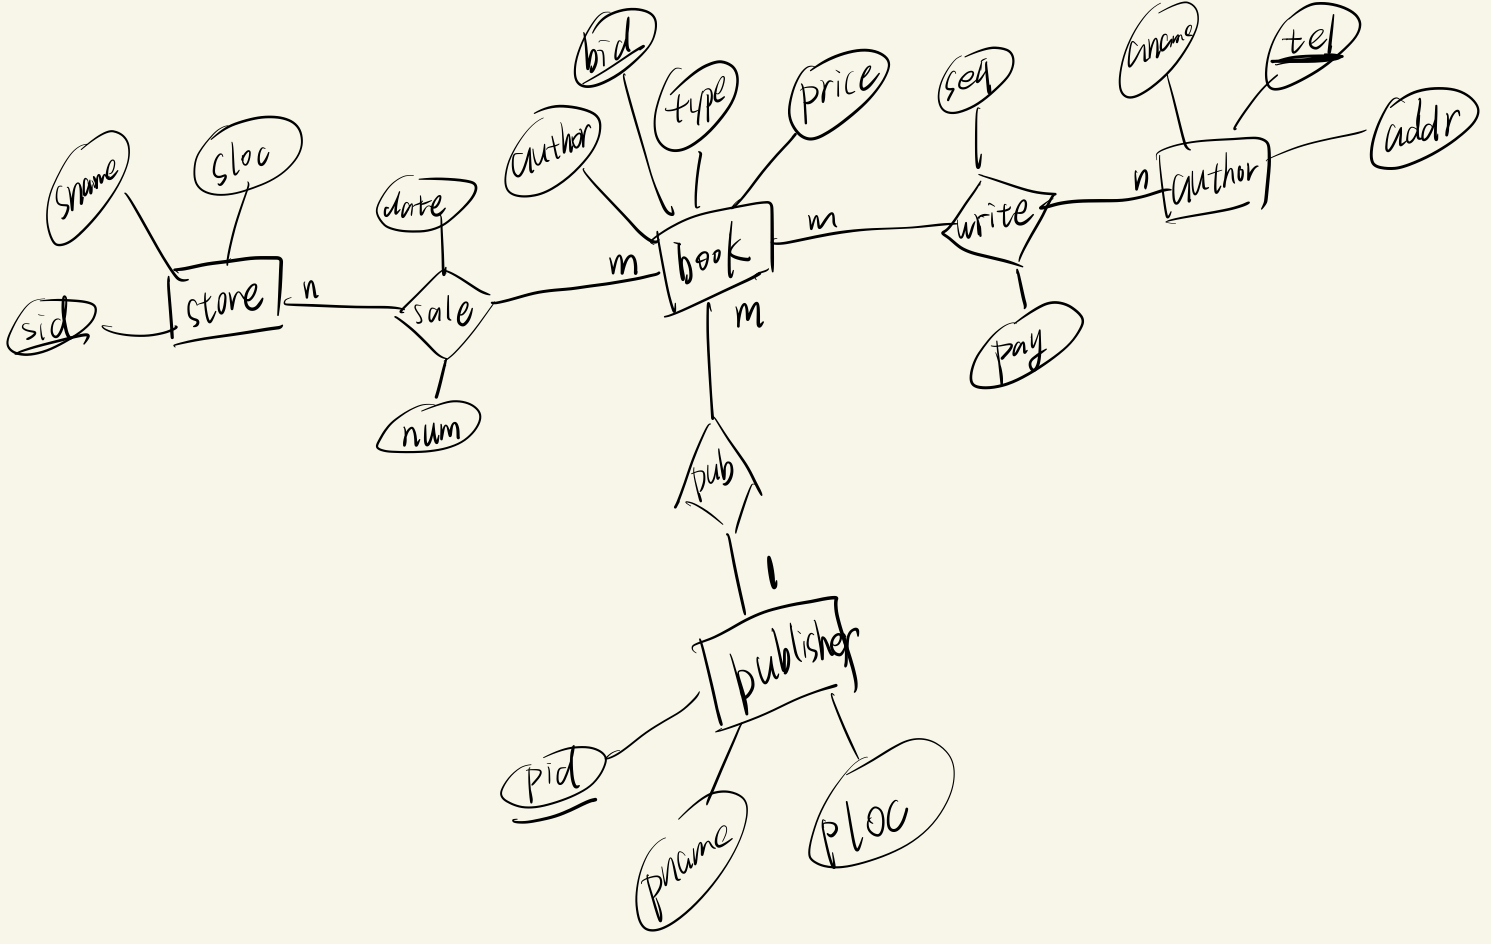 bid
type
price
author
seq
aname
tel
addr
sname
sloc
date
sid
store
n
sale
m
book
m
write
n
author
m
num
pay
pub
1
publisher
pid
pname
ploc